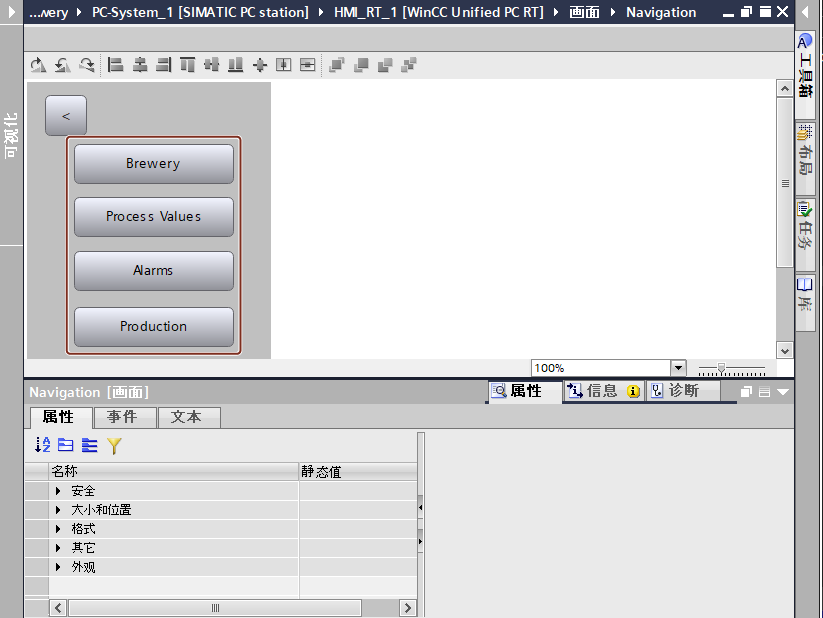 ...wery ▸ PC-System_1 [SIMATIC PC station] ▸ HMI_RT_1 [WinCC Unified PC RT] ▸ 画面 ▸ Navigation
<
Brewery
Process Values
Alarms
Production
100%
Navigation [画面]
属性
信息
诊断
属性
事件
文本
名称
静态值
安全
大小和位置
格式
其它
外观
工具箱
布局
任务
库